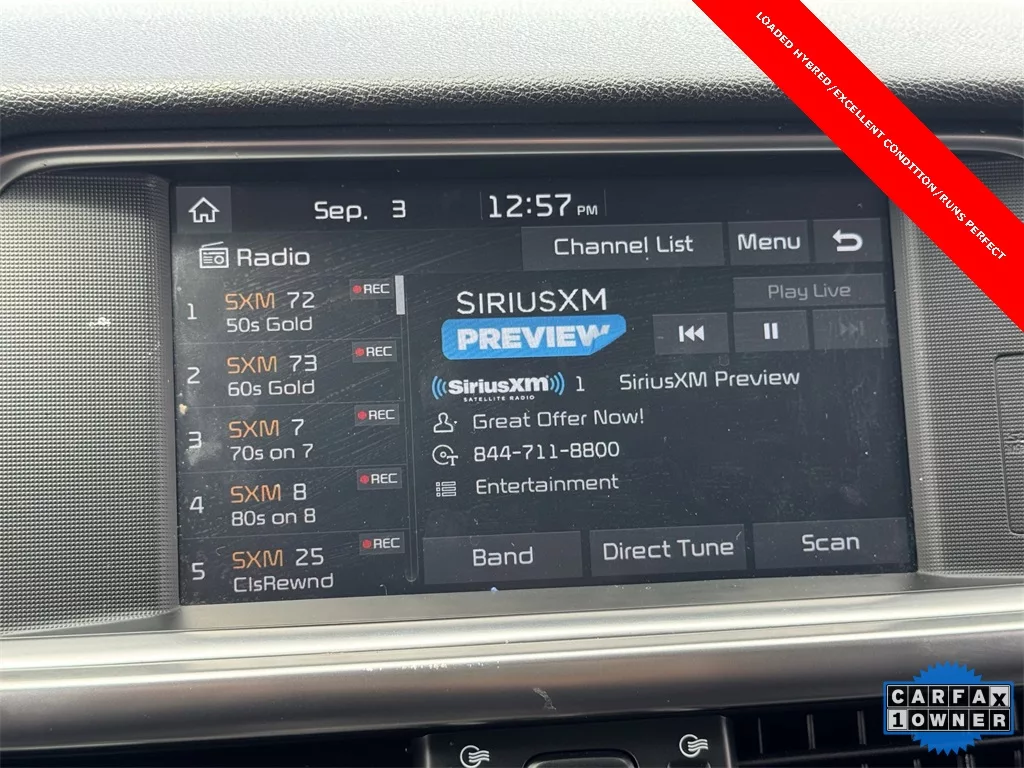 LOADED HYBRED/EXCELLENT CONDITION/RUNS PERFECT
Sep. 3 12:57 PM
Radio
Channel List Menu
1 SXM 72 REC
50s Gold
2 SXM 73 REC
60s Gold
3 SXM 7 REC
70s on 7
4 SXM 8 REC
80s on 8
5 SXM 25 REC
ClsRewnd
SIRIUSXM
PREVIEW
Play Live
SiriusXM 1 SiriusXM Preview
SATELLITE RADIO
Great Offer Now!
844-711-8800
Entertainment
Band Direct Tune Scan
CARFAX
1 OWNER